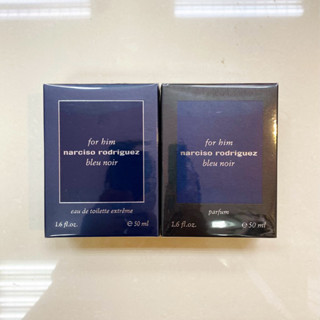 for him
narciso rodriguez
bleu noir
eau de toilette extrême
1.6 fl.oz. ℮ 50 ml
for him
narciso rodriguez
bleu noir
parfum
1.6 fl.oz. ℮ 50 ml